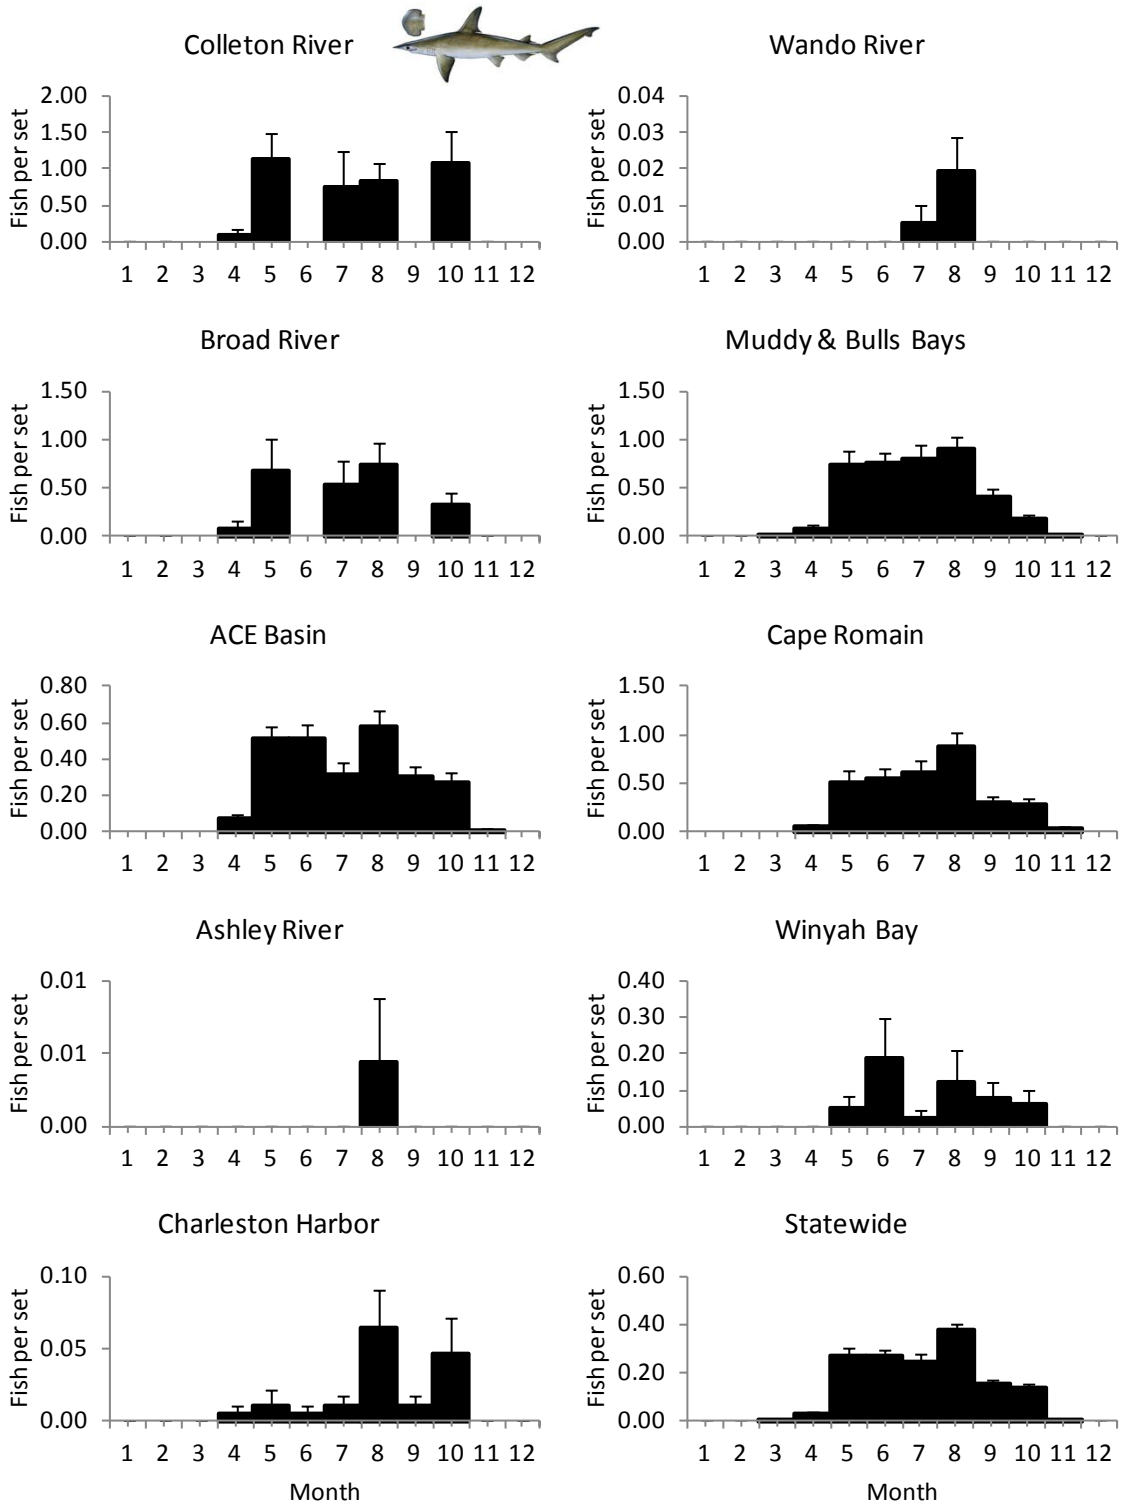 Colleton River
Fish per set
2.00
1.50
1.00
0.50
0.00
1 2 3 4 5 6 7 8 9 10 11 12
Wando River
Fish per set
0.04
0.03
0.02
0.01
0.00
1 2 3 4 5 6 7 8 9 10 11 12
Broad River
Fish per set
1.50
1.00
0.50
0.00
1 2 3 4 5 6 7 8 9 10 11 12
Muddy & Bulls Bays
Fish per set
1.50
1.00
0.50
0.00
1 2 3 4 5 6 7 8 9 10 11 12
ACE Basin
Fish per set
0.80
0.60
0.40
0.20
0.00
1 2 3 4 5 6 7 8 9 10 11 12
Cape Romain
Fish per set
1.50
1.00
0.50
0.00
1 2 3 4 5 6 7 8 9 10 11 12
Ashley River
Fish per set
0.01
0.01
0.00
1 2 3 4 5 6 7 8 9 10 11 12
Winyah Bay
Fish per set
0.40
0.30
0.20
0.10
0.00
1 2 3 4 5 6 7 8 9 10 11 12
Charleston Harbor
Fish per set
0.10
0.05
0.00
1 2 3 4 5 6 7 8 9 10 11 12
Month
Statewide
Fish per set
0.60
0.40
0.20
0.00
1 2 3 4 5 6 7 8 9 10 11 12
Month